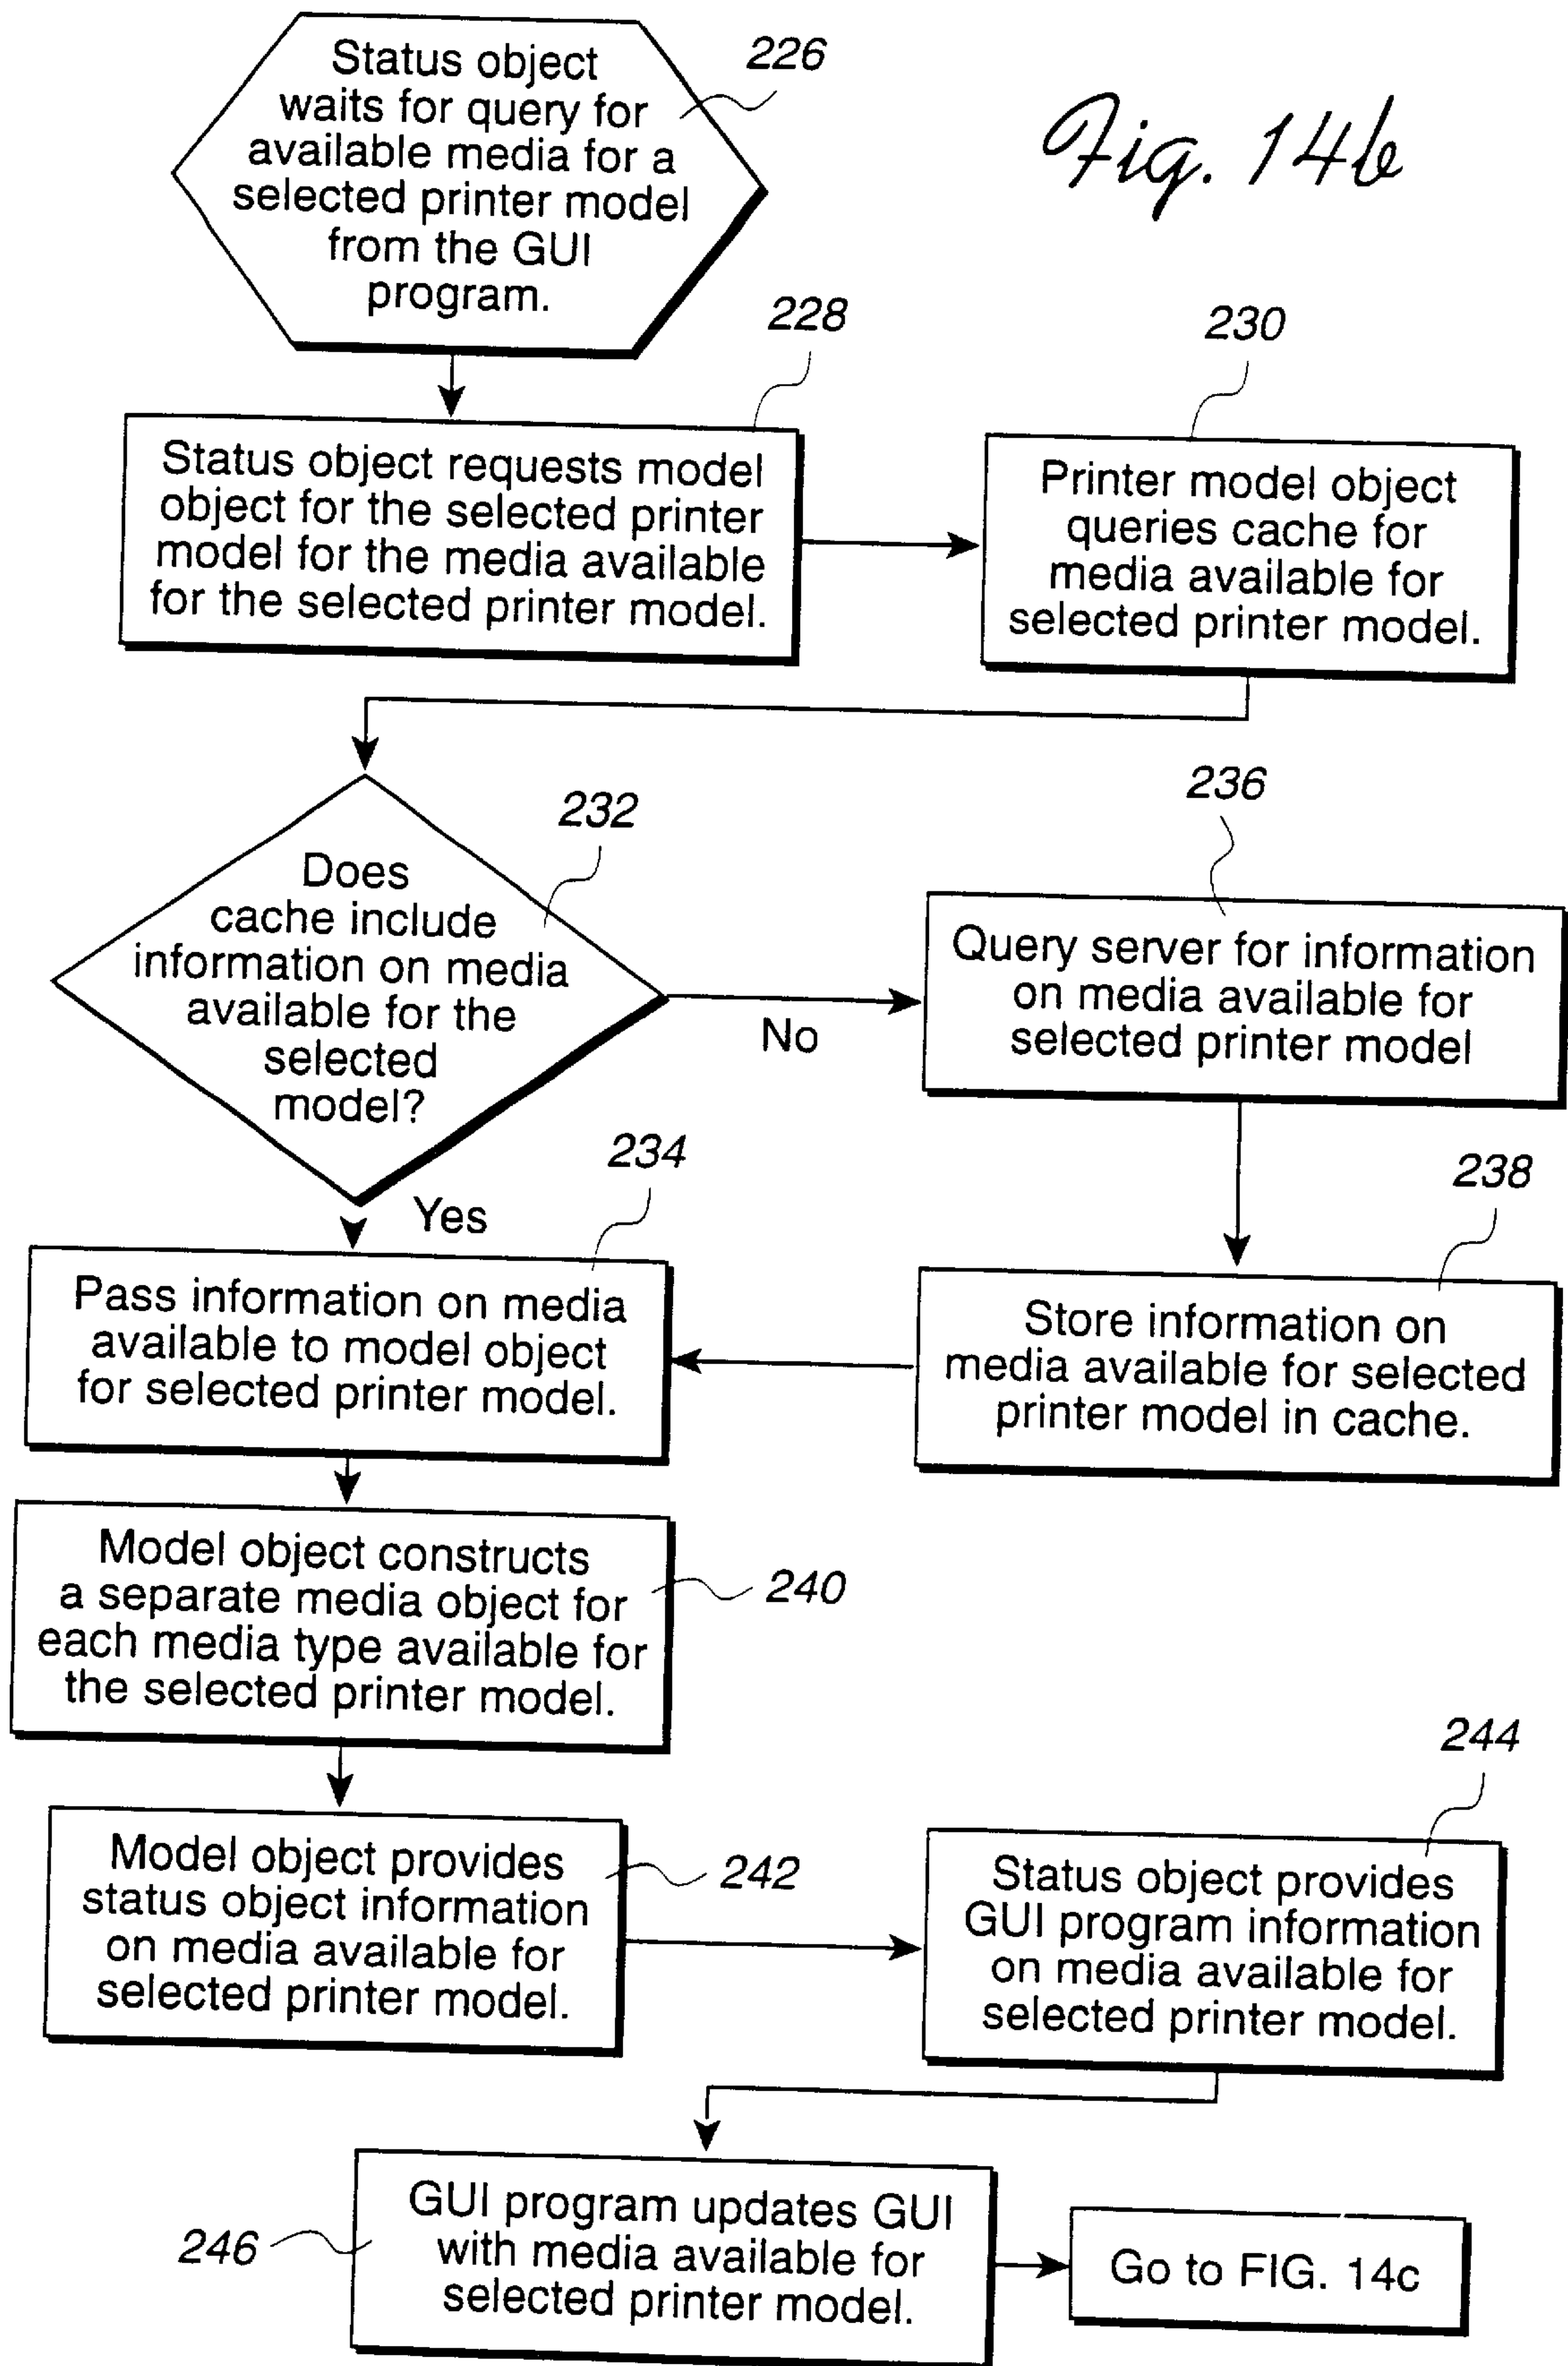 Status object
waits for query for
available media for a
selected printer model
from the GUI
program.
226
Fig. 14b
228
230
Status object requests model
object for the selected printer
model for the media available
for the selected printer model.
Printer model object
queries cache for
media available for
selected printer model.
232
236
Does
cache include
information on media
available for the
selected
model?
Query server for information
on media available for
selected printer model
No
Yes
234
238
Pass information on media
available to model object
for selected printer model.
Store information on
media available for selected
printer model in cache.
Model object constructs
a separate media object for
each media type available for
the selected printer model.
240
244
Model object provides
status object information
on media available for
selected printer model.
242
Status object provides
GUI program information
on media available for
selected printer model.
246
GUI program updates GUI
with media available for
selected printer model.
Go to FIG. 14c